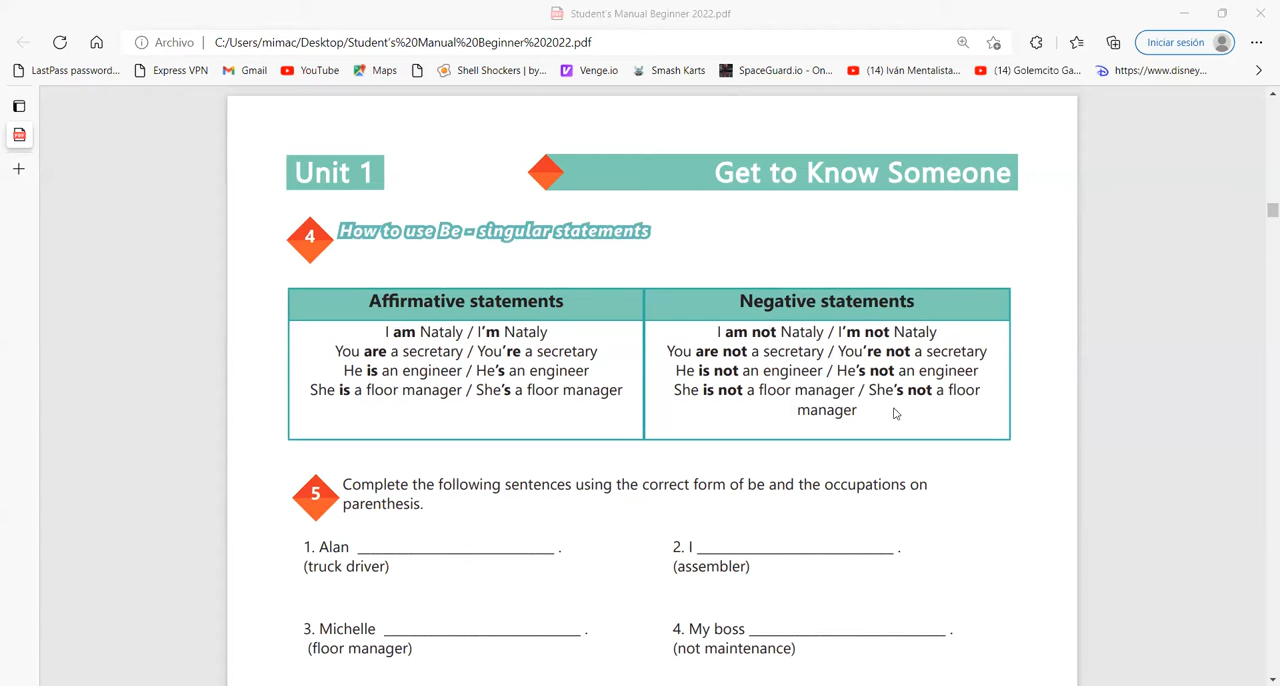 Student's Manual Beginner 2022.pdf
Archivo
C:/Users/mimac/Desktop/Student's%20Manual%20Beginner%202022.pdf
Iniciar sesión
LastPass password...
Express VPN
Gmail
YouTube
Maps
Shell Shockers | by...
Venge.io
Smash Karts
SpaceGuard.io - On...
(14) Iván Mentalista...
(14) Golemcito Ga...
https://www.disney...
Unit 1
Get to Know Someone
4
How to use Be - singular statements
Affirmative statements
I am Nataly / I'm Nataly
You are a secretary / You're a secretary
He is an engineer / He's an engineer
She is a floor manager / She's a floor manager
Negative statements
I am not Nataly / I'm not Nataly
You are not a secretary / You're not a secretary
He is not an engineer / He's not an engineer
She is not a floor manager / She's not a floor
manager
5
Complete the following sentences using the correct form of be and the occupations on
parenthesis.
1. Alan ________________________ .
(truck driver)
2. I ________________________ .
(assembler)
3. Michelle ________________________ .
(floor manager)
4. My boss ________________________ .
(not maintenance)